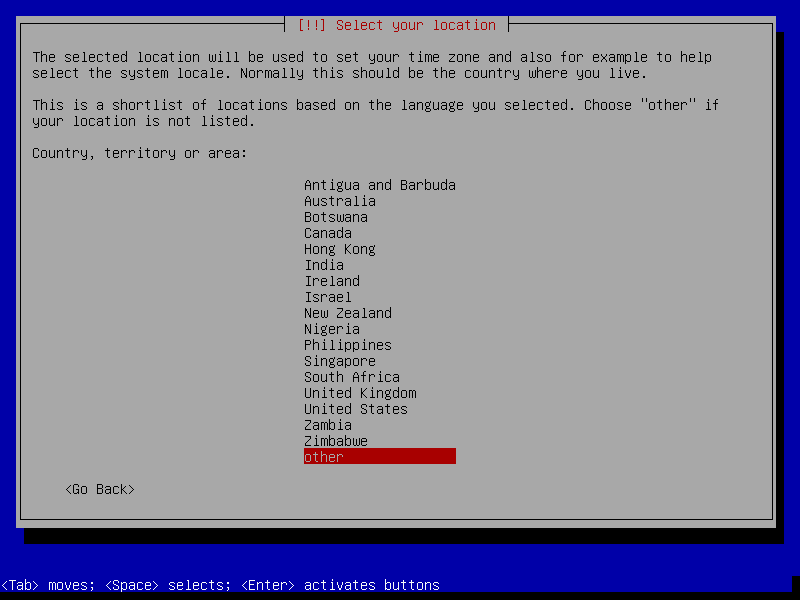 [!!] Select your location
The selected location will be used to set your time zone and also for example to help
select the system locale. Normally this should be the country where you live.
This is a shortlist of locations based on the language you selected. Choose "other" if
your location is not listed.
Country, territory or area:
Antigua and Barbuda
Australia
Botswana
Canada
Hong Kong
India
Ireland
Israel
New Zealand
Nigeria
Philippines
Singapore
South Africa
United Kingdom
United States
Zambia
Zimbabwe
other
<Go Back>
<Tab> moves; <Space> selects; <Enter> activates buttons